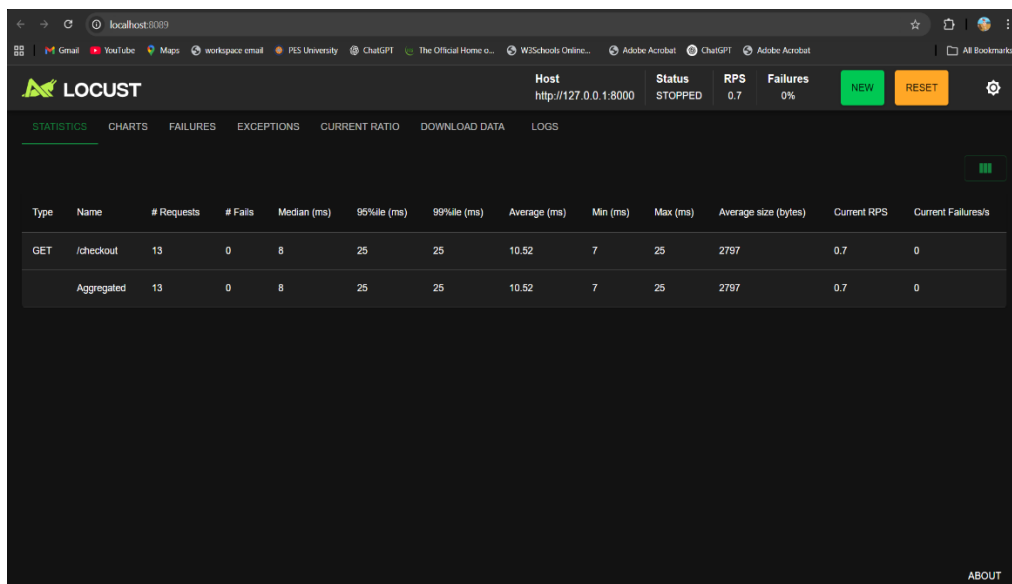 localhost:8089
Gmail YouTube Maps workspace email PES University ChatGPT The Official Home o... W3Schools Online... Adobe Acrobat ChatGPT Adobe Acrobat All Bookmarks
LOCUST
Host Status RPS Failures
http://127.0.0.1:8000 STOPPED 0.7 0%
NEW RESET
STATISTICS CHARTS FAILURES EXCEPTIONS CURRENT RATIO DOWNLOAD DATA LOGS
Type Name # Requests # Fails Median (ms) 95%ile (ms) 99%ile (ms) Average (ms) Min (ms) Max (ms) Average size (bytes) Current RPS Current Failures/s
GET /checkout 13 0 8 25 25 10.52 7 25 2797 0.7 0
Aggregated 13 0 8 25 25 10.52 7 25 2797 0.7 0
ABOUT